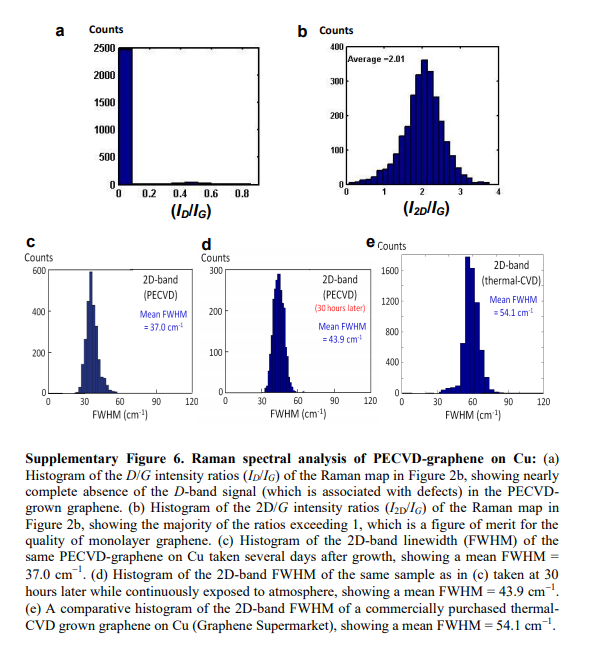 a
Counts
2500
2000
1500
1000
500
0
0
0.2
0.4
0.6
0.8
(I_D/I_G)
b
Counts
400
300
200
100
0
Average ~2.01
0
1
2
3
4
(I_2D/I_G)
c
Counts
600
400
200
0
2D-band
(PECVD)
Mean FWHM
= 37.0 cm⁻¹
0
30
60
90
120
FWHM (cm⁻¹)
d
Counts
300
200
100
0
2D-band
(PECVD)
(30 hours later)
Mean FWHM
= 43.9 cm⁻¹
0
30
60
90
120
FWHM (cm⁻¹)
e
Counts
1600
1200
800
400
0
2D-band
(thermal-CVD)
Mean FWHM
= 54.1 cm⁻¹
0
30
60
90
120
FWHM (cm⁻¹)
Supplementary Figure 6. Raman spectral analysis of PECVD-graphene on Cu: (a)
Histogram of the D/G intensity ratios (I_D/I_G) of the Raman map in Figure 2b, showing nearly
complete absence of the D-band signal (which is associated with defects) in the PECVD-
grown graphene. (b) Histogram of the 2D/G intensity ratios (I_2D/I_G) of the Raman map in
Figure 2b, showing the majority of the ratios exceeding 1, which is a figure of merit for the
quality of monolayer graphene. (c) Histogram of the 2D-band linewidth (FWHM) of the
same PECVD-graphene on Cu taken several days after growth, showing a mean FWHM =
37.0 cm⁻¹. (d) Histogram of the 2D-band FWHM of the same sample as in (c) taken at 30
hours later while continuously exposed to atmosphere, showing a mean FWHM = 43.9 cm⁻¹.
(e) A comparative histogram of the 2D-band FWHM of a commercially purchased thermal-
CVD grown graphene on Cu (Graphene Supermarket), showing a mean FWHM = 54.1 cm⁻¹.